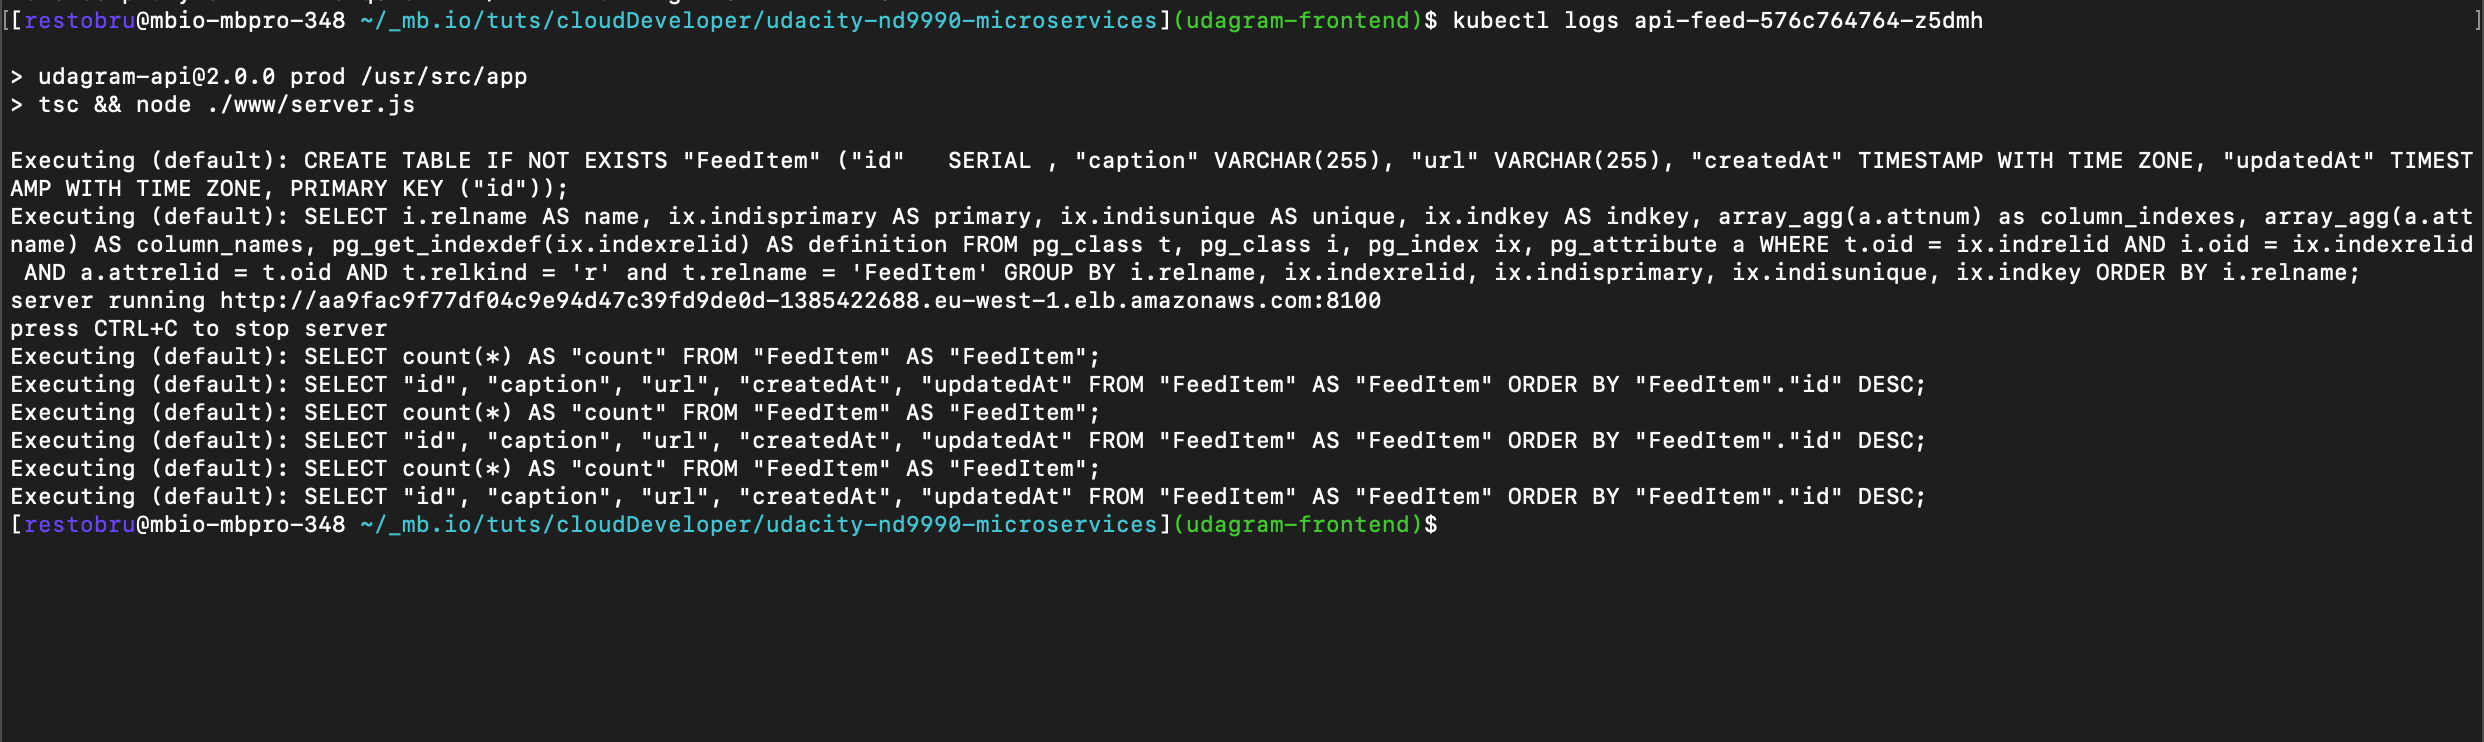 [[restobru@mbio-mbpro-348 ~/_mb.io/tuts/cloudDeveloper/udacity-nd9990-microservices](udagram-frontend)$ kubectl logs api-feed-576c764764-z5dmh ]
> udagram-api@2.0.0 prod /usr/src/app
> tsc && node ./www/server.js
Executing (default): CREATE TABLE IF NOT EXISTS "FeedItem" ("id"   SERIAL , "caption" VARCHAR(255), "url" VARCHAR(255), "createdAt" TIMESTAMP WITH TIME ZONE, "updatedAt" TIMEST
AMP WITH TIME ZONE, PRIMARY KEY ("id"));
Executing (default): SELECT i.relname AS name, ix.indisprimary AS primary, ix.indisunique AS unique, ix.indkey AS indkey, array_agg(a.attnum) as column_indexes, array_agg(a.att
name) AS column_names, pg_get_indexdef(ix.indexrelid) AS definition FROM pg_class t, pg_class i, pg_index ix, pg_attribute a WHERE t.oid = ix.indrelid AND i.oid = ix.indexrelid
 AND a.attrelid = t.oid AND t.relkind = 'r' and t.relname = 'FeedItem' GROUP BY i.relname, ix.indexrelid, ix.indisprimary, ix.indisunique, ix.indkey ORDER BY i.relname;
server running http://aa9fac9f77df04c9e94d47c39fd9de0d-1385422688.eu-west-1.elb.amazonaws.com:8100
press CTRL+C to stop server
Executing (default): SELECT count(*) AS "count" FROM "FeedItem" AS "FeedItem";
Executing (default): SELECT "id", "caption", "url", "createdAt", "updatedAt" FROM "FeedItem" AS "FeedItem" ORDER BY "FeedItem"."id" DESC;
Executing (default): SELECT count(*) AS "count" FROM "FeedItem" AS "FeedItem";
Executing (default): SELECT "id", "caption", "url", "createdAt", "updatedAt" FROM "FeedItem" AS "FeedItem" ORDER BY "FeedItem"."id" DESC;
Executing (default): SELECT count(*) AS "count" FROM "FeedItem" AS "FeedItem";
Executing (default): SELECT "id", "caption", "url", "createdAt", "updatedAt" FROM "FeedItem" AS "FeedItem" ORDER BY "FeedItem"."id" DESC;
[restobru@mbio-mbpro-348 ~/_mb.io/tuts/cloudDeveloper/udacity-nd9990-microservices](udagram-frontend)$